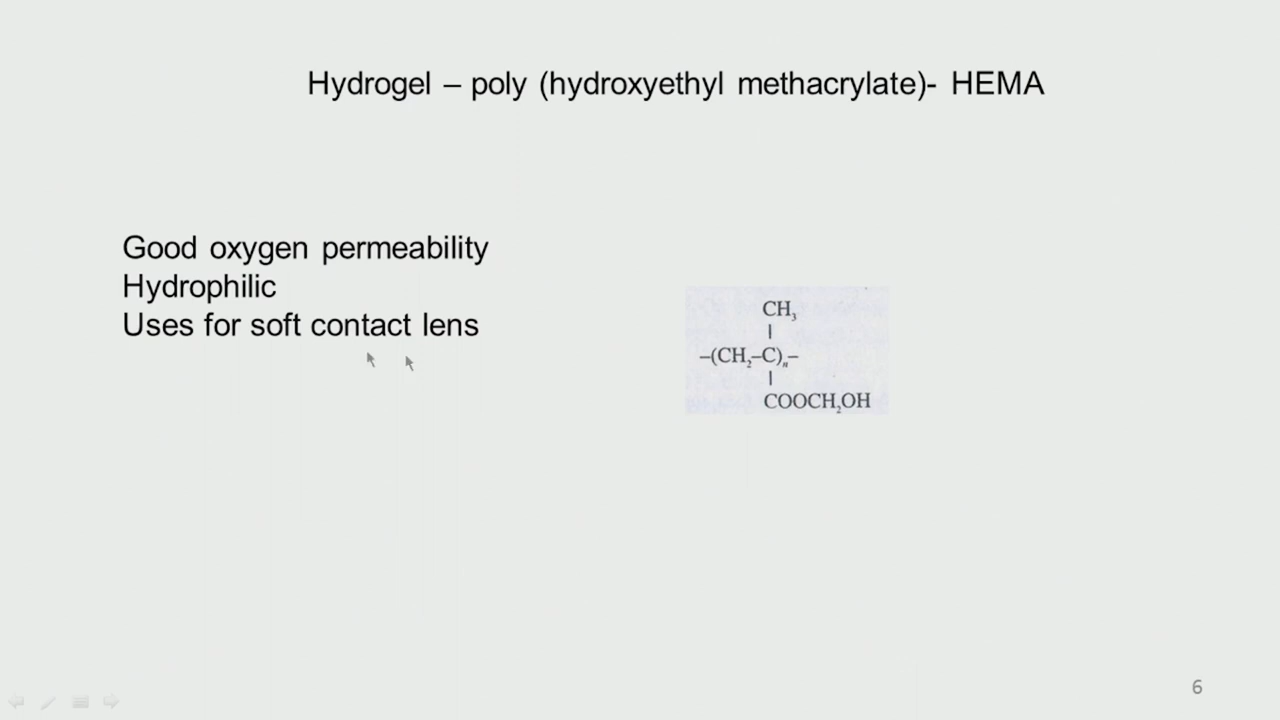 Hydrogel – poly (hydroxyethyl methacrylate)- HEMA
Good oxygen permeability
Hydrophilic
Uses for soft contact lens
CH₃
|
–(CH₂–C)ₙ–
|
COOCH₂OH
6